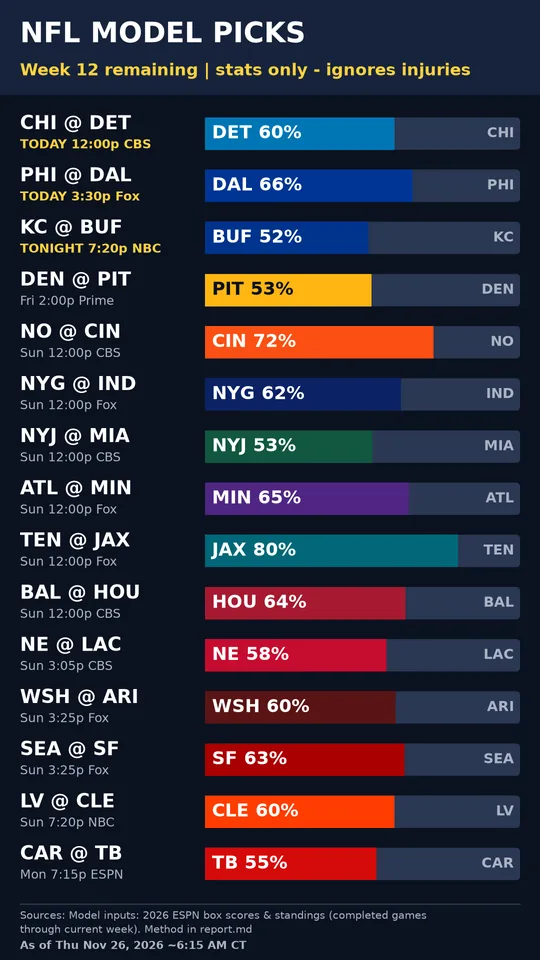 NFL MODEL PICKS
Week 12 remaining | stats only - ignores injuries
CHI @ DET
TODAY 12:00p CBS
DET 60%
CHI
PHI @ DAL
TODAY 3:30p Fox
DAL 66%
PHI
KC @ BUF
TONIGHT 7:20p NBC
BUF 52%
KC
DEN @ PIT
Fri 2:00p Prime
PIT 53%
DEN
NO @ CIN
Sun 12:00p CBS
CIN 72%
NO
NYG @ IND
Sun 12:00p Fox
NYG 62%
IND
NYJ @ MIA
Sun 12:00p CBS
NYJ 53%
MIA
ATL @ MIN
Sun 12:00p Fox
MIN 65%
ATL
TEN @ JAX
Sun 12:00p Fox
JAX 80%
TEN
BAL @ HOU
Sun 12:00p CBS
HOU 64%
BAL
NE @ LAC
Sun 3:05p CBS
NE 58%
LAC
WSH @ ARI
Sun 3:25p Fox
WSH 60%
ARI
SEA @ SF
Sun 3:25p Fox
SF 63%
SEA
LV @ CLE
Sun 7:20p NBC
CLE 60%
LV
CAR @ TB
Mon 7:15p ESPN
TB 55%
CAR
Sources: Model inputs: 2026 ESPN box scores & standings (completed games
through current week). Method in report.md
As of Thu Nov 26, 2026 ~6:15 AM CT